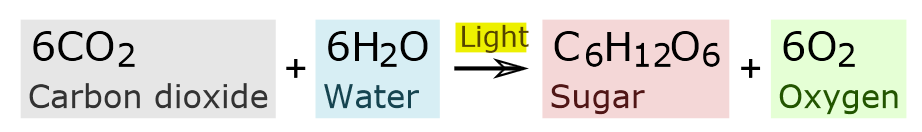 6CO₂ + 6H₂O Light → C₆H₁₂O₆ + 6O₂
Carbon dioxide Water Sugar Oxygen